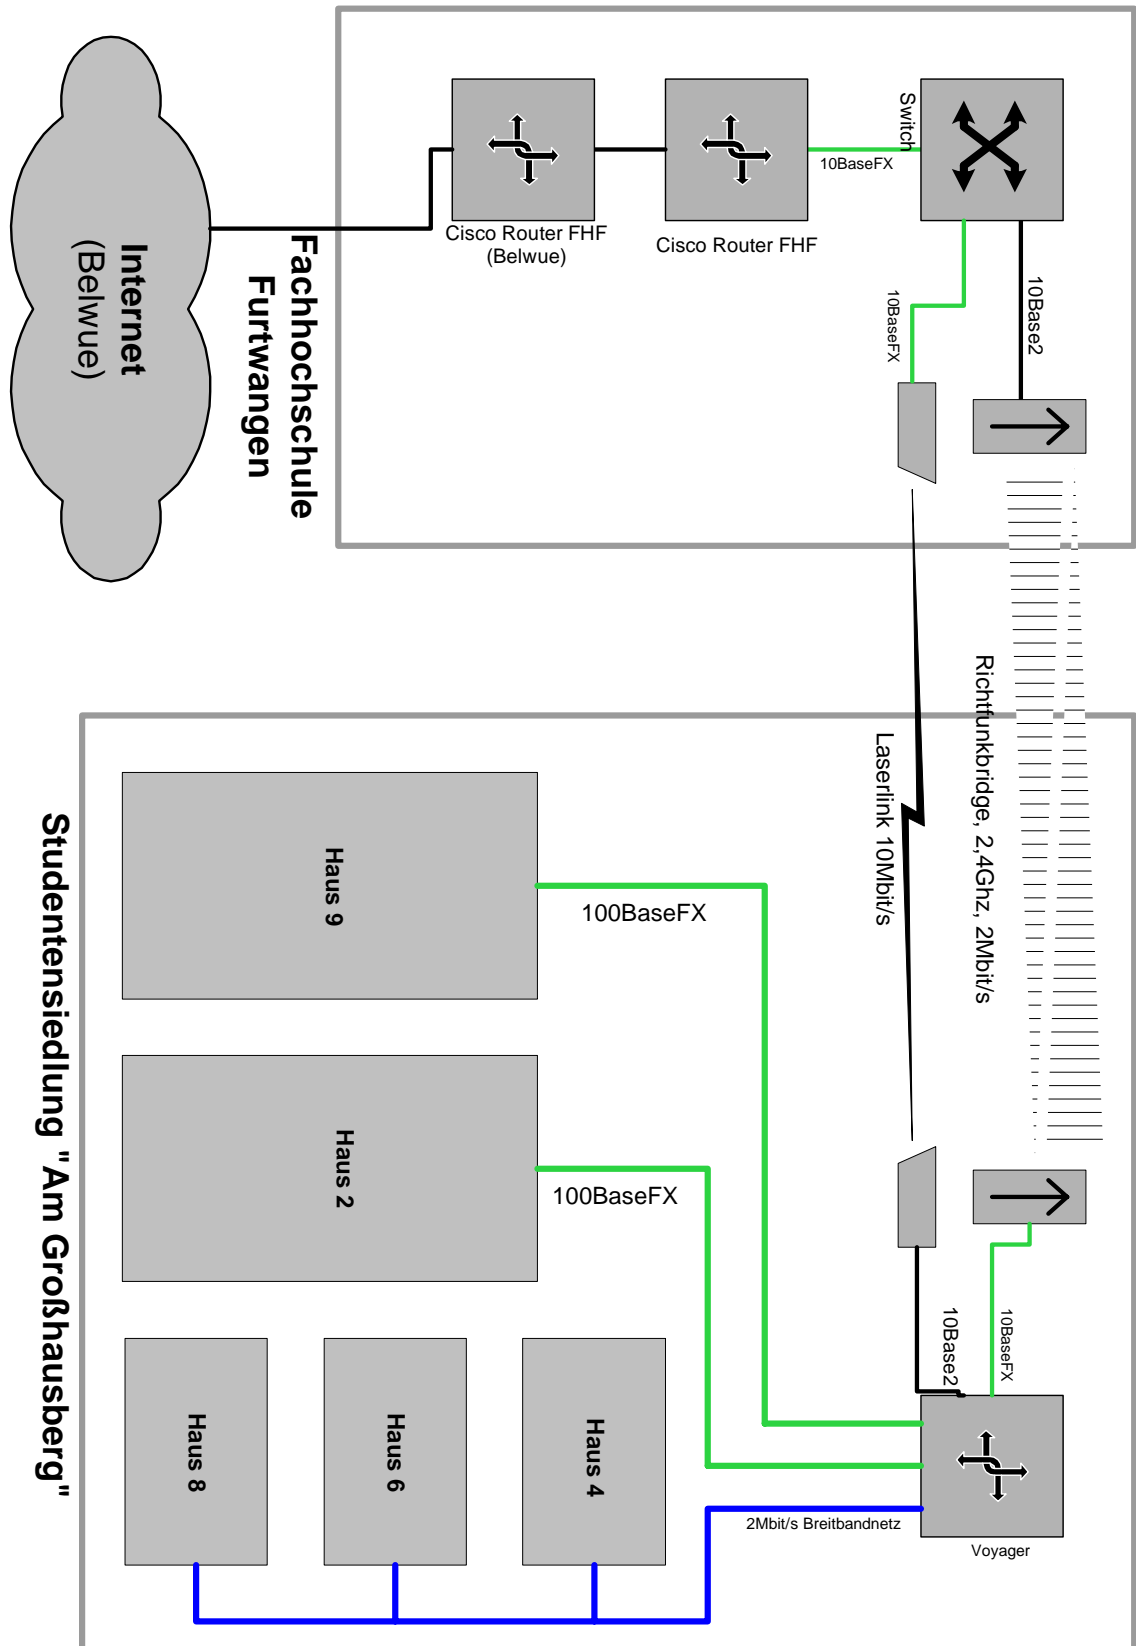 Switch
10BaseFX
Cisco Router FHF
(Belwue)
Cisco Router FHF
Internet
(Belwue)
Fachhochschule
Furtwangen
10BaseFX
10Base2
Richtfunkbridge, 2,4Ghz, 2Mbit/s
Laserlink 10Mbit/s
Haus 9
100BaseFX
Haus 2
100BaseFX
10Base2
10BaseFX
Haus 8
Haus 6
Haus 4
2Mbit/s Breitbandnetz
Voyager
Studentensiedlung "Am Großhausberg"